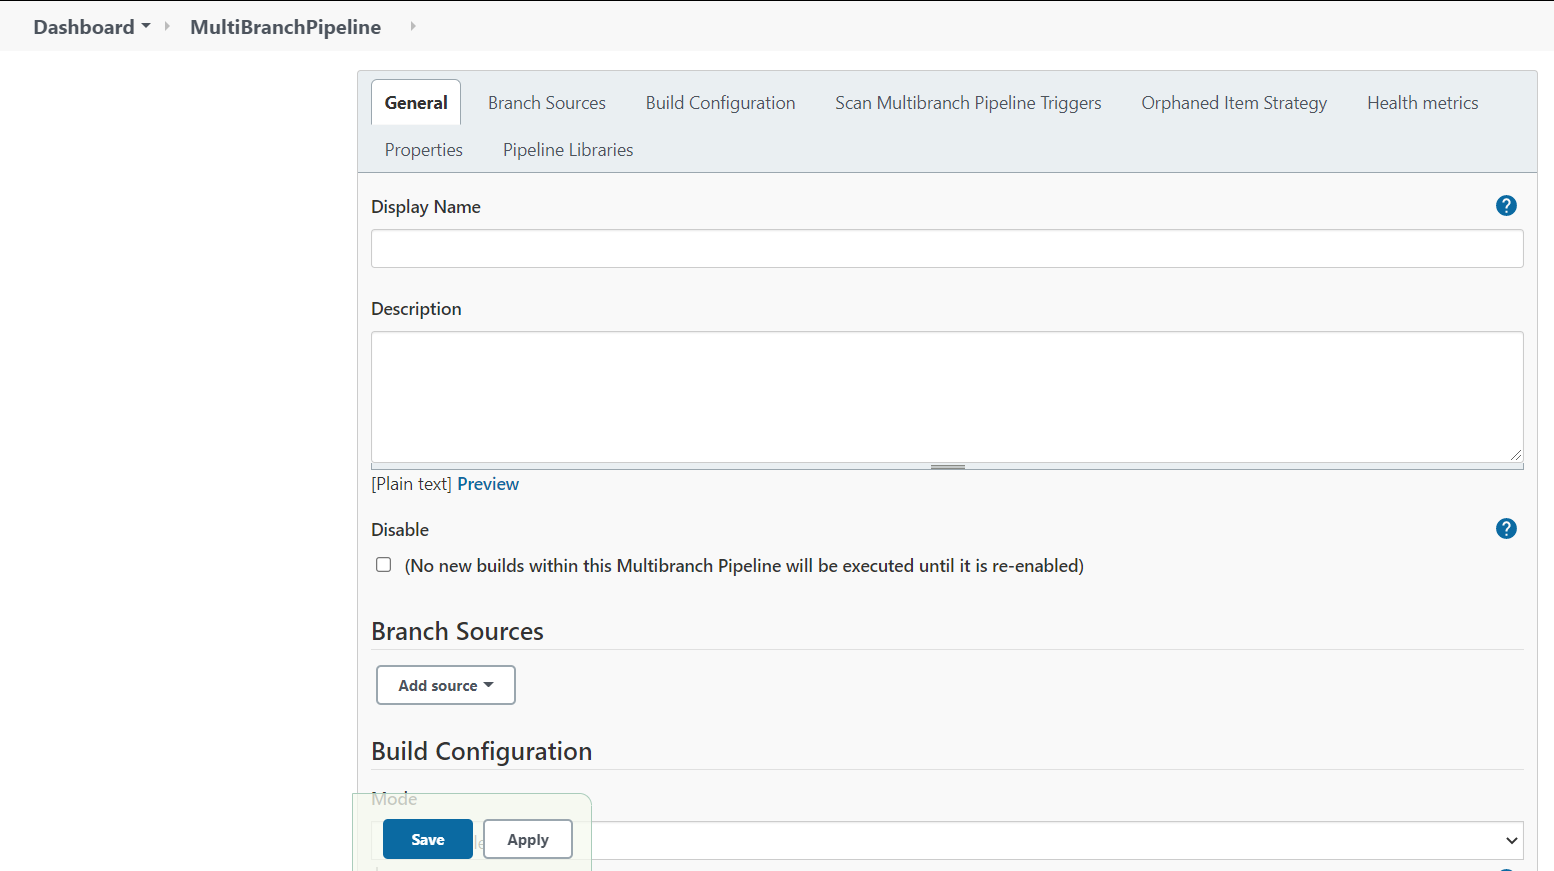 Dashboard MultiBranchPipeline
General Branch Sources Build Configuration Scan Multibranch Pipeline Triggers Orphaned Item Strategy Health metrics
Properties Pipeline Libraries
Display Name ?
Description
[Plain text] Preview
Disable ?
(No new builds within this Multibranch Pipeline will be executed until it is re-enabled)
Branch Sources
Add source
Build Configuration
Mode
Save Apply